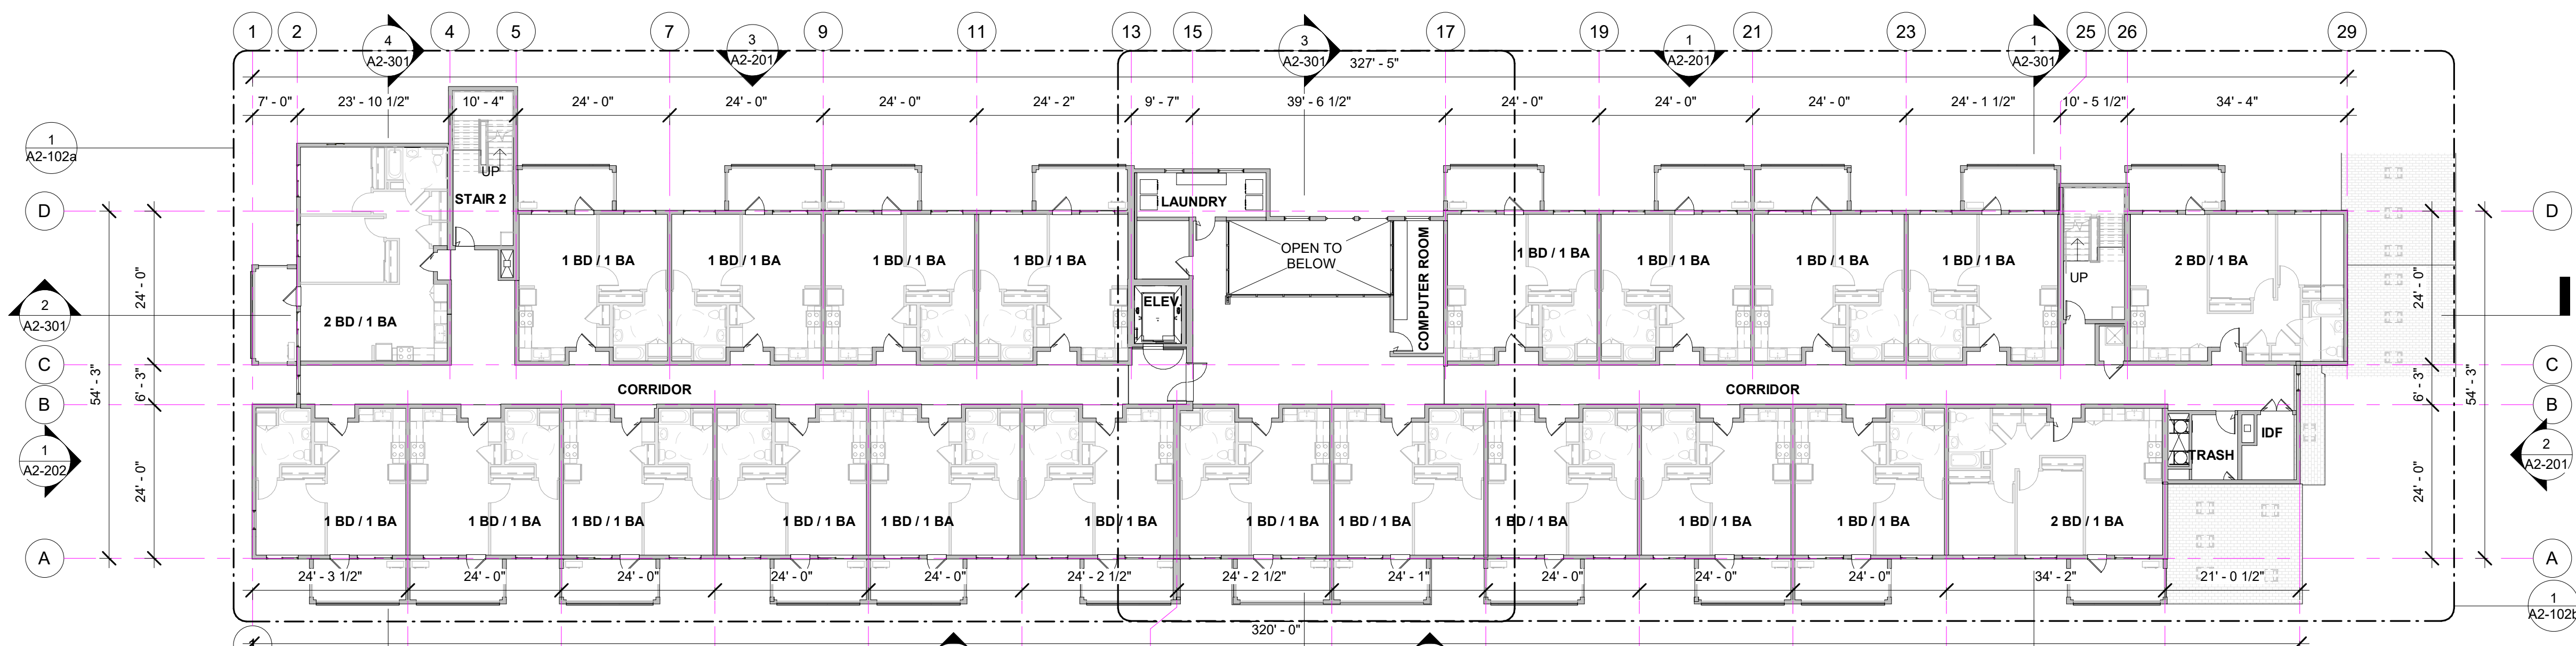 1
2
4
5
7
9
11
13
15
17
19
21
23
25
26
29
4
A2-301
3
A2-201
3
A2-301
1
A2-201
1
A2-301
327' - 5"
7' - 0"
23' - 10 1/2"
10' - 4"
24' - 0"
24' - 0"
24' - 0"
24' - 2"
9' - 7"
39' - 6 1/2"
24' - 0"
24' - 0"
24' - 0"
24' - 1 1/2"
10' - 5 1/2"
34' - 4"
1
A2-102a
UP
STAIR 2
LAUNDRY
D
D
OPEN TO
BELOW
COMPUTER ROOM
1 BD / 1 BA
1 BD / 1 BA
1 BD / 1 BA
1 BD / 1 BA
1 BD / 1 BA
1 BD / 1 BA
1 BD / 1 BA
1 BD / 1 BA
UP
2 BD / 1 BA
24' - 0"
24' - 0"
2
A2-301
2 BD / 1 BA
ELEV.
C
C
54' - 3"
6' - 3"
CORRIDOR
CORRIDOR
6' - 3"
54' - 3"
B
B
1
A2-202
IDF
TRASH
2
A2-201
24' - 0"
24' - 0"
1 BD / 1 BA
1 BD / 1 BA
1 BD / 1 BA
1 BD / 1 BA
1 BD / 1 BA
1 BD / 1 BA
1 BD / 1 BA
1 BD / 1 BA
1 BD / 1 BA
1 BD / 1 BA
1 BD / 1 BA
2 BD / 1 BA
A
A
24' - 3 1/2"
24' - 0"
24' - 0"
24' - 0"
24' - 0"
24' - 2 1/2"
24' - 2 1/2"
24' - 1"
24' - 0"
24' - 0"
24' - 0"
34' - 2"
21' - 0 1/2"
1
A2-102b
320' - 0"